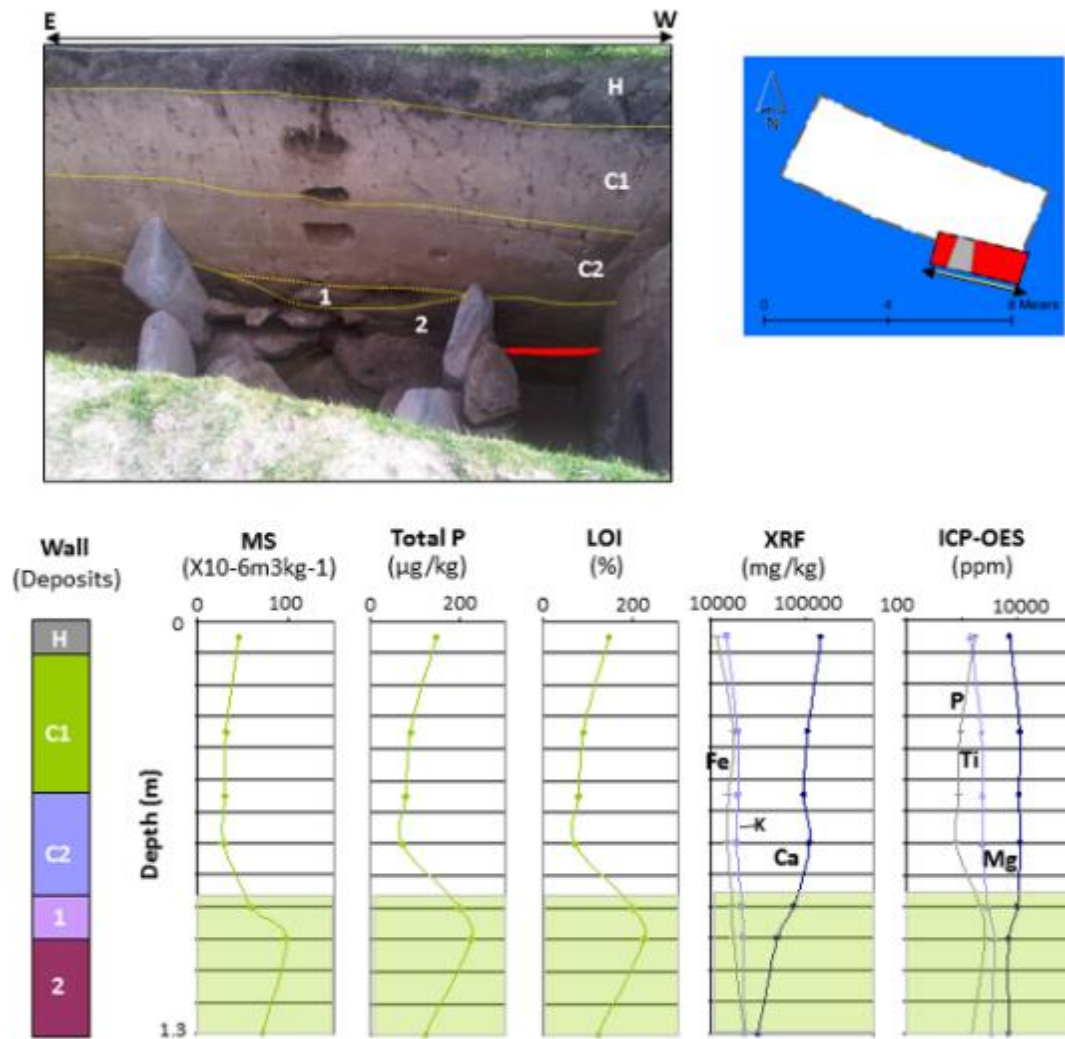 E W
H
C1
C2
1
2
N
0 4 8 Meters
Wall
(Deposits)
MS
(X10-6m3kg-1)
Total P
(µg/kg)
LOI
(%)
XRF
(mg/kg)
ICP-OES
(ppm)
0 100
0 200
0 200
10000 100000
100 10000
H
C1
C2
1
2
0
Depth (m)
1.3
Fe
K
Ca
P
Ti
Mg